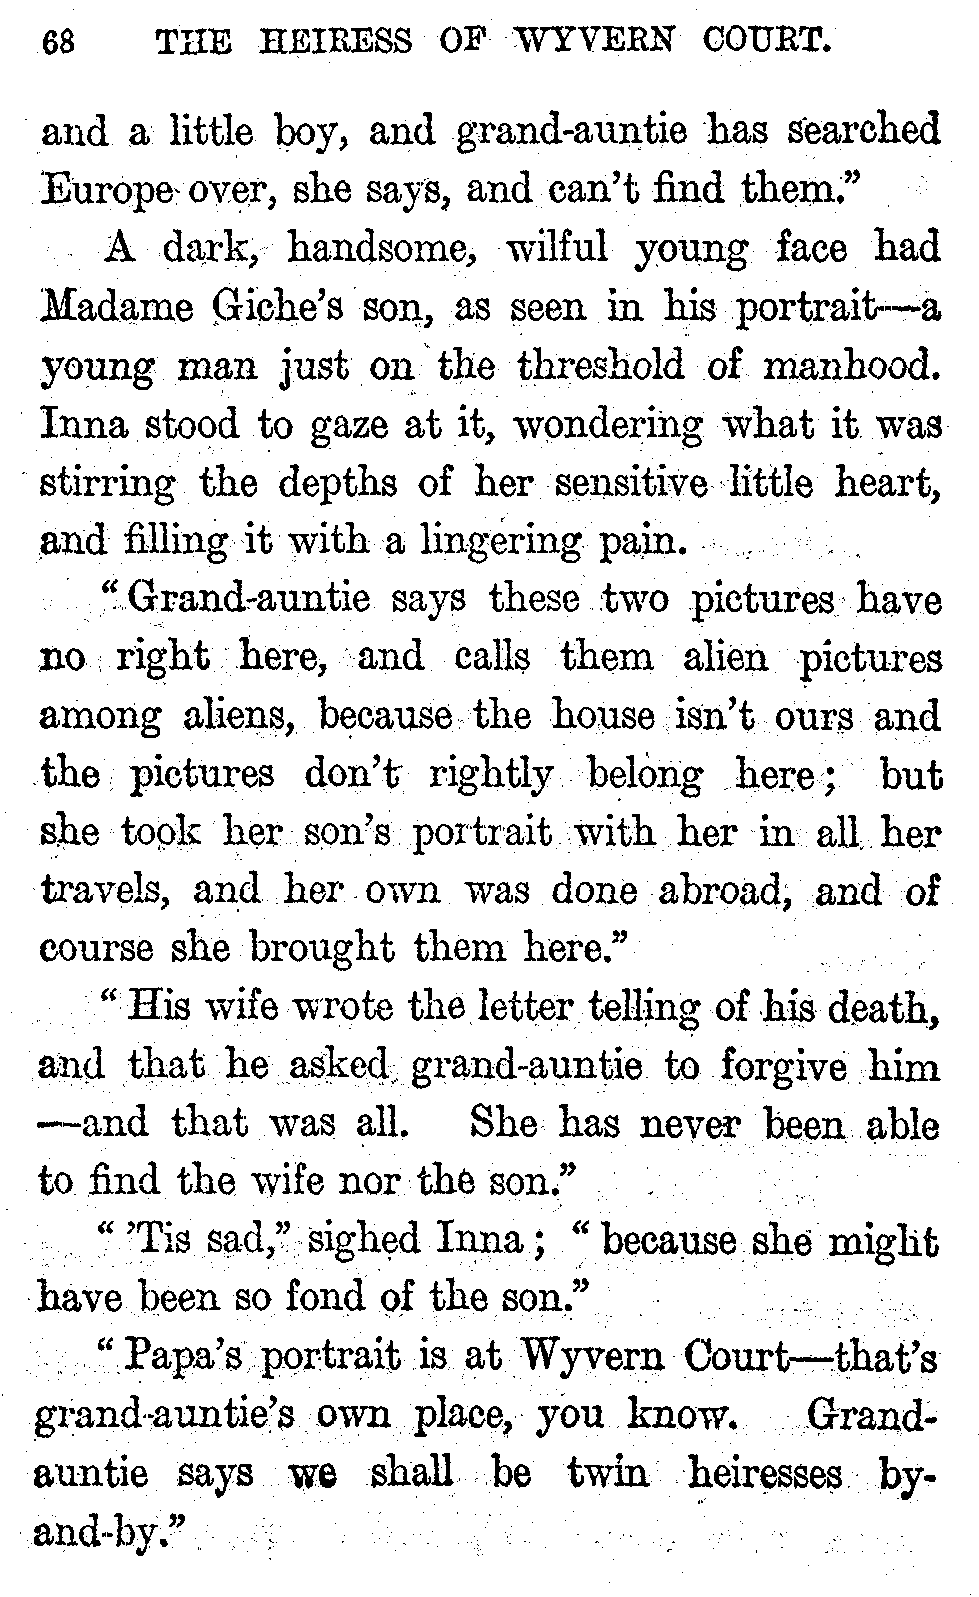 68 THE HEIRESS OF WYVERN COURT.
and a little boy, and grand-auntie has searched
Europe over, she says, and can't find them."
A dark, handsome, wilful young face had
Madame Giche's son, as seen in his portrait—a
young man just on the threshold of manhood.
Inna stood to gaze at it, wondering what it was
stirring the depths of her sensitive little heart,
and filling it with a lingering pain.
"Grand-auntie says these two pictures have
no right here, and calls them alien pictures
among aliens, because the house isn't ours and
the pictures don't rightly belong here; but
she took her son's portrait with her in all her
travels, and her own was done abroad, and of
course she brought them here."
"His wife wrote the letter telling of his death,
and that he asked grand-auntie to forgive him
—and that was all. She has never been able
to find the wife nor the son."
"'Tis sad," sighed Inna; "because she might
have been so fond of the son."
"Papa's portrait is at Wyvern Court—that's
grand-auntie's own place, you know. Grand-
auntie says we shall be twin heiresses by-
and-by."